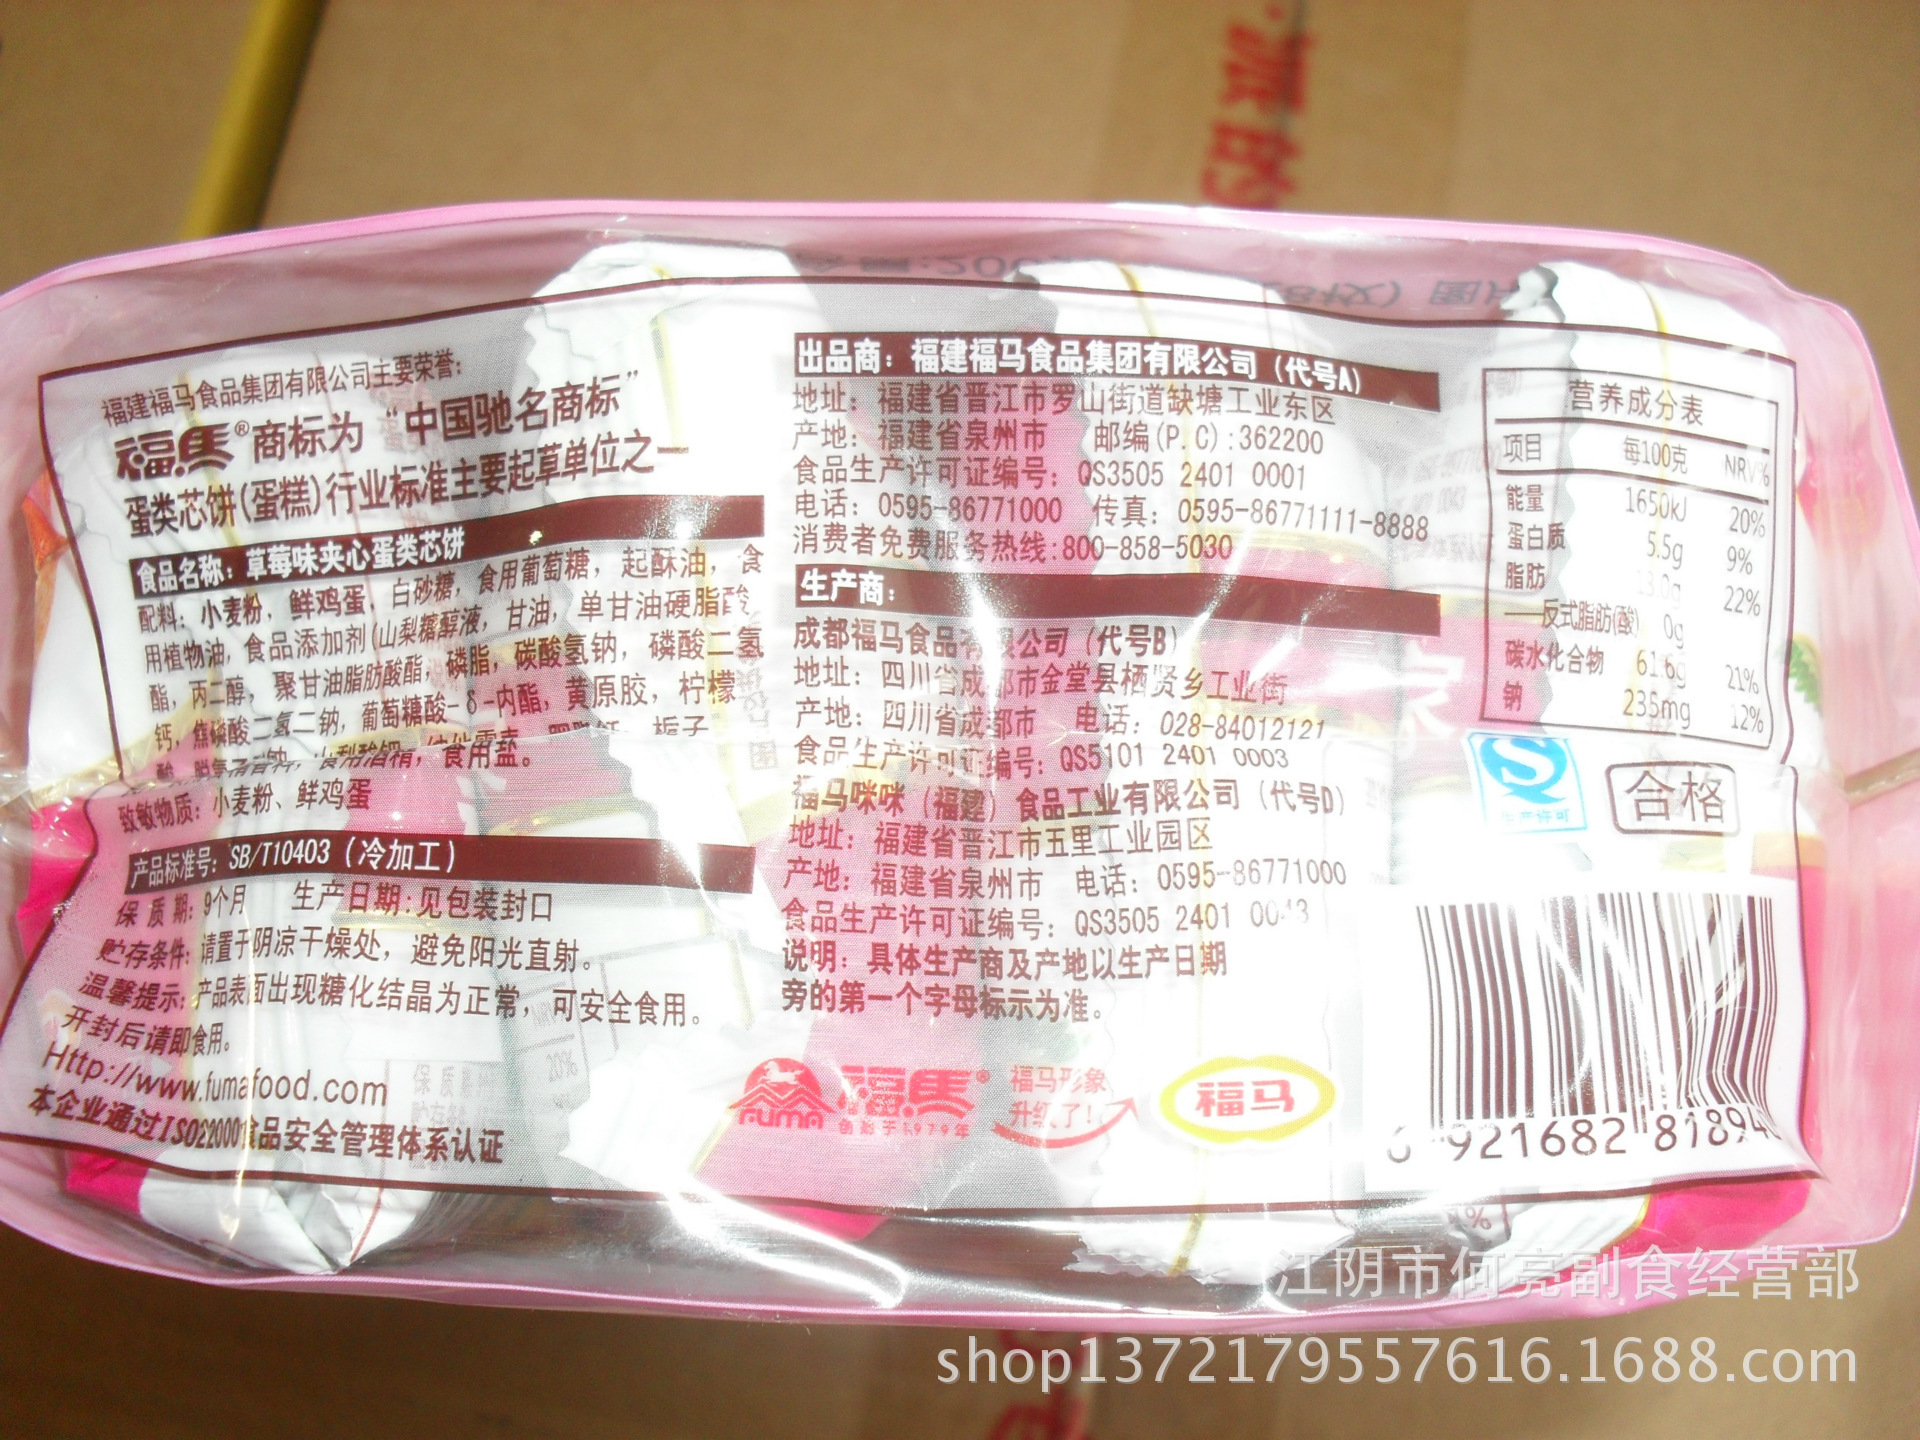 福建福马食品集团有限公司主要荣誉:
福马®商标为“中国驰名商标”
蛋类芯饼(蛋糕)行业标准主要起草单位之一
食品名称: 草莓味夹心蛋类芯饼
配料: 小麦粉, 鲜鸡蛋, 白砂糖, 食用葡萄糖, 起酥油, 食
用植物油, 食品添加剂(山梨糖醇液, 甘油, 单甘油硬脂酸
酯, 丙二醇, 聚甘油脂肪酸酯, 磷脂, 碳酸氢钠, 磷酸二氢
钙, 焦磷酸二氢二钠, 葡萄糖酸-δ-内酯, 黄原胶, 柠檬
食用盐。
致敏物质: 小麦粉、鲜鸡蛋
产品标准号: SB/T10403 (冷加工)
保质期: 9个月 生产日期:见包装封口
贮存条件: 请置于阴凉干燥处, 避免阳光直射。
温馨提示: 产品表面出现糖化结晶为正常, 可安全食用。
开封后请即食用。
Http://www.fumafood.com
本企业通过ISO22000食品安全管理体系认证
出品商: 福建福马食品集团有限公司 (代号A)
地址: 福建省晋江市罗山街道缺塘工业东区
产地: 福建省泉州市 邮编(P.C):362200
食品生产许可证编号: QS3505 2401 0001
电话: 0595-86771000 传真: 0595-86771111-8888
消费者免费服务热线:800-858-5030
生产商:
成都福马食品有限公司 (代号B)
地址: 四川省成都市金堂县栖贤乡工业街
产地: 四川省成都市 电话: 028-84012121
食品生产许可证编号: QS5101 2401 0003
福马咪咪 (福建) 食品工业有限公司 (代号D)
地址: 福建省晋江市五里工业园区
产地: 福建省泉州市 电话: 0595-86771000
食品生产许可证编号: QS3505 2401 0043
说明: 具体生产商及产地以生产日期
旁的第一个字母标示为准。
FUMA 福马®
创始于1979年
福马形象
升级了!
福马
营养成分表
项目 每100克 NRV%
能量 1650kJ 20%
蛋白质 5.5g 9%
脂肪 13.0g 22%
—反式脂肪(酸) 0g
碳水化合物 61.6g 21%
钠 235mg 12%
生产许可
合格
6 921682 81894
江阴市何亮副食经营部
shop1372179557616.1688.com